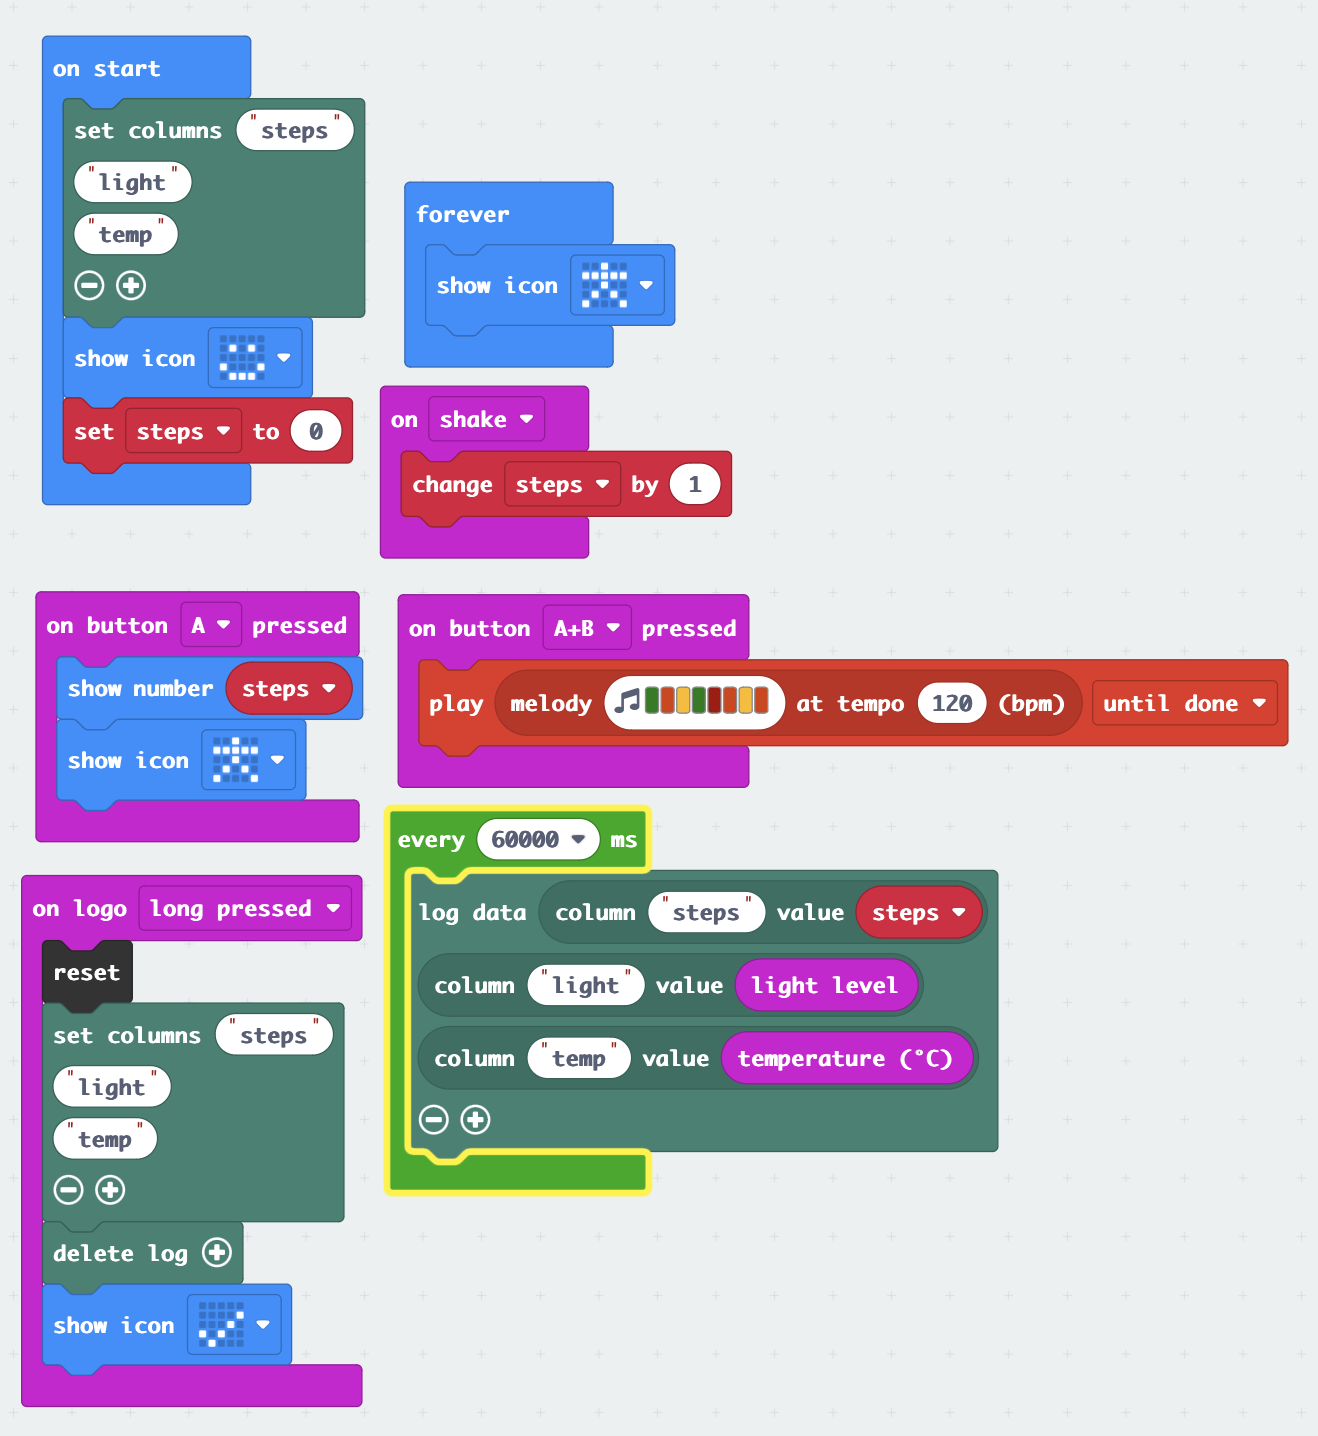 on start
set columns "steps"
"light"
"temp"
show icon
set steps to 0
forever
show icon
on shake
change steps by 1
on button A pressed
show number steps
show icon
on button A+B pressed
play melody at tempo 120 (bpm) until done
on logo long pressed
reset
set columns "steps"
"light"
"temp"
delete log
show icon
every 60000 ms
log data column "steps" value steps
column "light" value light level
column "temp" value temperature (°C)